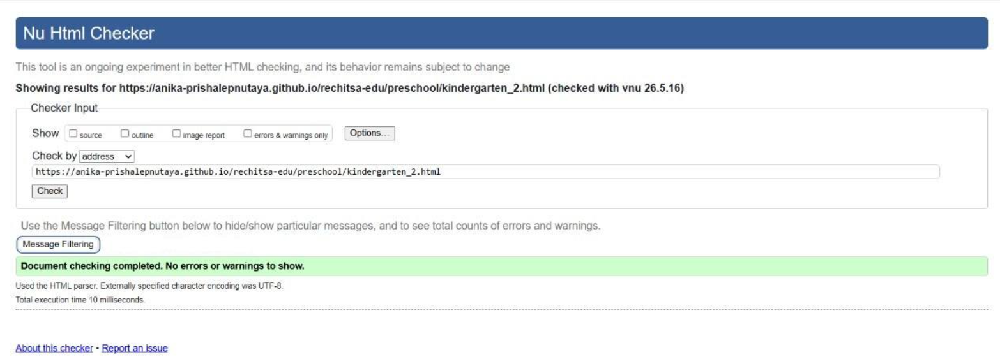 Nu Html Checker
This tool is an ongoing experiment in better HTML checking, and its behavior remains subject to change
Showing results for https://anika-prishalepnutaya.github.io/rechitsa-edu/preschool/kindergarten_2.html (checked with vnu 26.5.16)
Checker Input
Show source outline image report errors & warnings only Options...
Check by address
https://anika-prishalepnutaya.github.io/rechitsa-edu/preschool/kindergarten_2.html
Check
Use the Message Filtering button below to hide/show particular messages, and to see total counts of errors and warnings.
Message Filtering
Document checking completed. No errors or warnings to show.
Used the HTML parser. Externally specified character encoding was UTF-8.
Total execution time 10 milliseconds.
About this checker • Report an issue